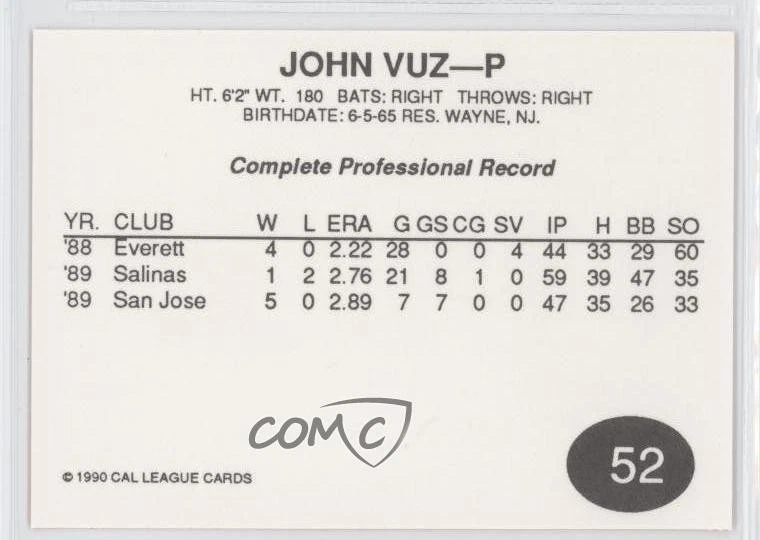 JOHN VUZ—P
HT. 6'2" WT. 180 BATS: RIGHT THROWS: RIGHT
BIRTHDATE: 6-5-65 RES. WAYNE, NJ.
Complete Professional Record
YR. CLUB W L ERA G GS CG SV IP H BB SO
'88 Everett 4 0 2.22 28 0 0 4 44 33 29 60
'89 Salinas 1 2 2.76 21 8 1 0 59 39 47 35
'89 San Jose 5 0 2.89 7 7 0 0 47 35 26 33
COMC
52
© 1990 CAL LEAGUE CARDS